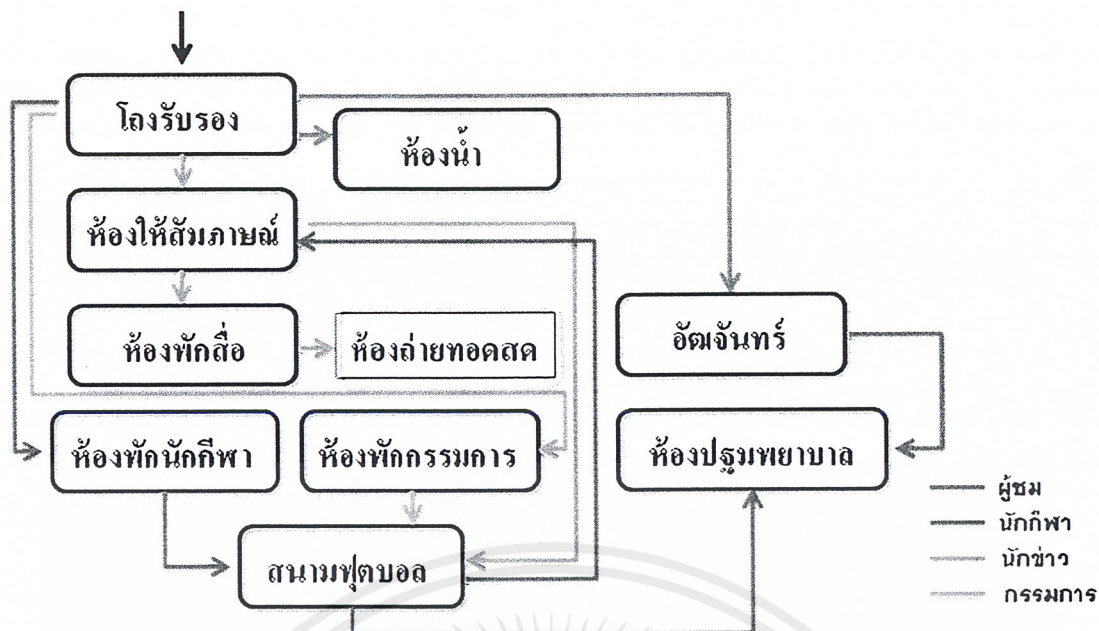 โถงรับรอง
ห้องน้ำ
ห้องให้สัมภาษณ์
ห้องพักสื่อ
ห้องถ่ายทอดสด
อัฒจันทร์
ห้องพักนักกีฬา
ห้องพักกรรมการ
ห้องปฐมพยาบาล
สนามฟุตบอล
ผู้ชม
นักกีฬา
นักข่าว
กรรมการ